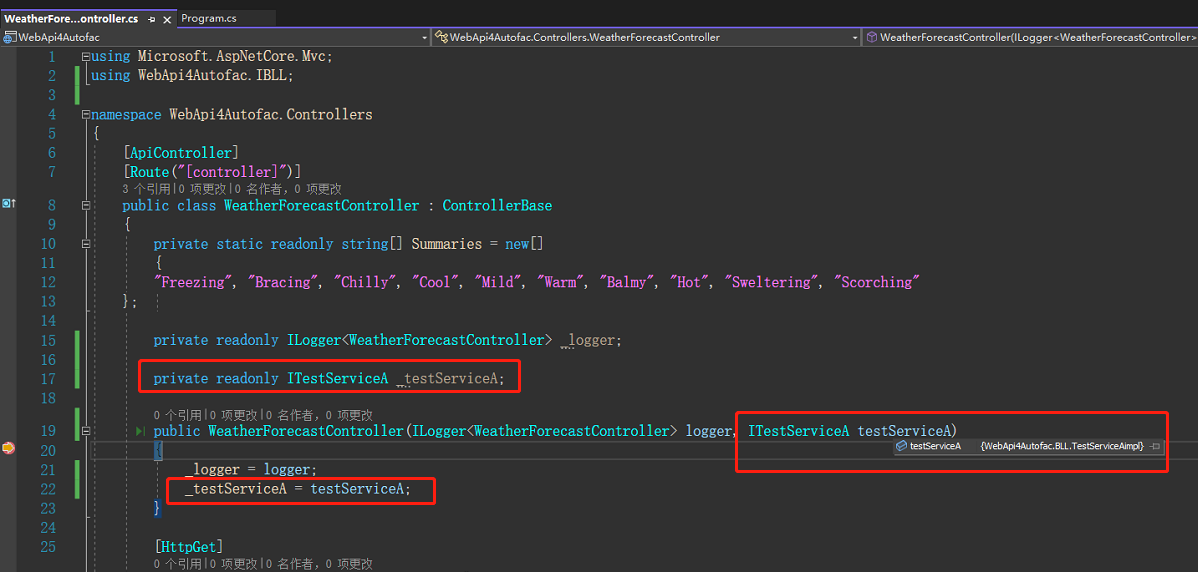 WeatherFore...ontroller.cs Program.cs
WebApi4Autofac WebApi4Autofac.Controllers.WeatherForecastController WeatherForecastController(ILogger<WeatherForecastController>
1 using Microsoft.AspNetCore.Mvc;
2 using WebApi4Autofac.IBLL;
3
4 namespace WebApi4Autofac.Controllers
5 {
6 [ApiController]
7 [Route("[controller]")]
3 个引用|0 项更改|0 名作者，0 项更改
8 public class WeatherForecastController : ControllerBase
9 {
10 private static readonly string[] Summaries = new[]
11 {
12 "Freezing", "Bracing", "Chilly", "Cool", "Mild", "Warm", "Balmy", "Hot", "Sweltering", "Scorching"
13 };
14
15 private readonly ILogger<WeatherForecastController> _logger;
16
17 private readonly ITestServiceA _testServiceA;
18
0 个引用|0 项更改|0 名作者，0 项更改
19 public WeatherForecastController(ILogger<WeatherForecastController> logger, ITestServiceA testServiceA)
testServiceA {WebApi4Autofac.BLL.TestServiceAimpl}
20 {
21 _logger = logger;
22 _testServiceA = testServiceA;
23 }
24
25 [HttpGet]
0 个引用|0 项更改|0 名作者，0 项更改